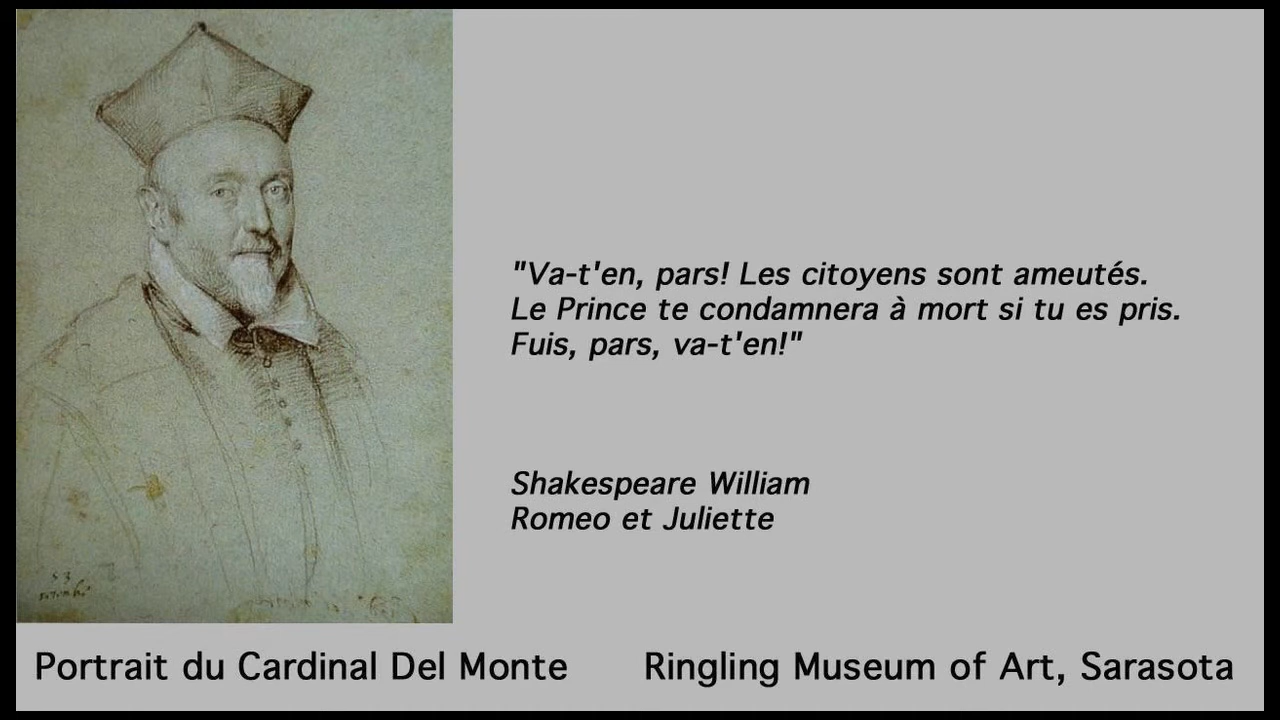 "Va-t'en, pars! Les citoyens sont ameutés.
Le Prince te condamnera à mort si tu es pris.
Fuis, pars, va-t'en!"
Shakespeare William
Romeo et Juliette
Portrait du Cardinal Del Monte
Ringling Museum of Art, Sarasota